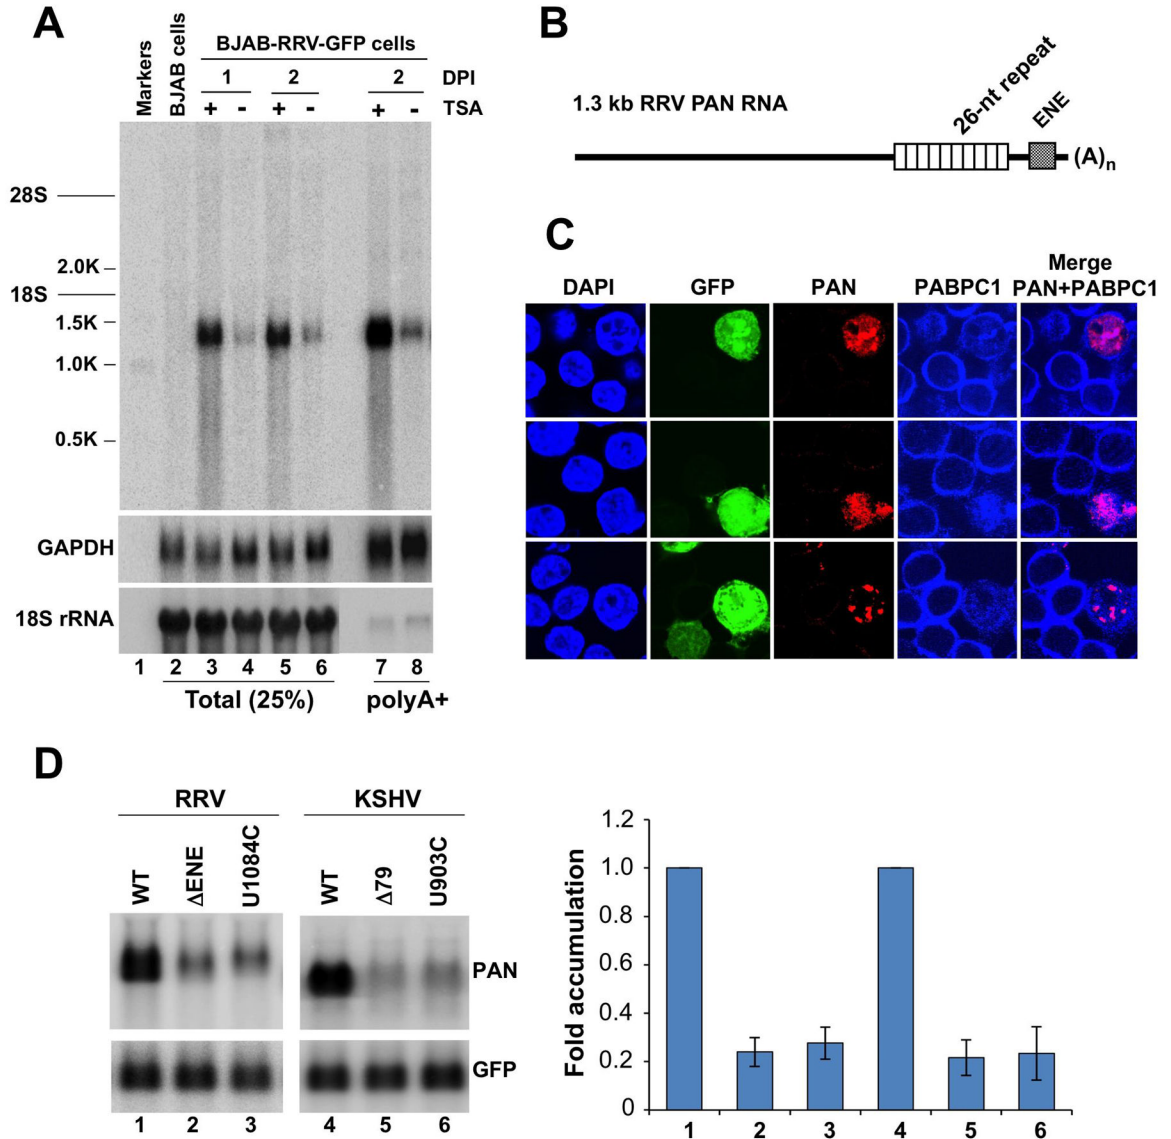 A
Markers
BJAB cells
BJAB-RRV-GFP cells
1 2 2 DPI
+ - + - + - TSA
28S
2.0K
18S
1.5K
1.0K
0.5K
GAPDH
18S rRNA
1 2 3 4 5 6 7 8
Total (25%) polyA+
B
1.3 kb RRV PAN RNA
26-nt repeat
ENE
(A)n
C
DAPI GFP PAN PABPC1 Merge PAN+PABPC1
D
RRV KSHV
WT
ΔENE
U1084C
WT
Δ79
U903C
PAN
GFP
1 2 3 4 5 6
Fold accumulation
1.2
1.0
0.8
0.6
0.4
0.2
0
1 2 3 4 5 6